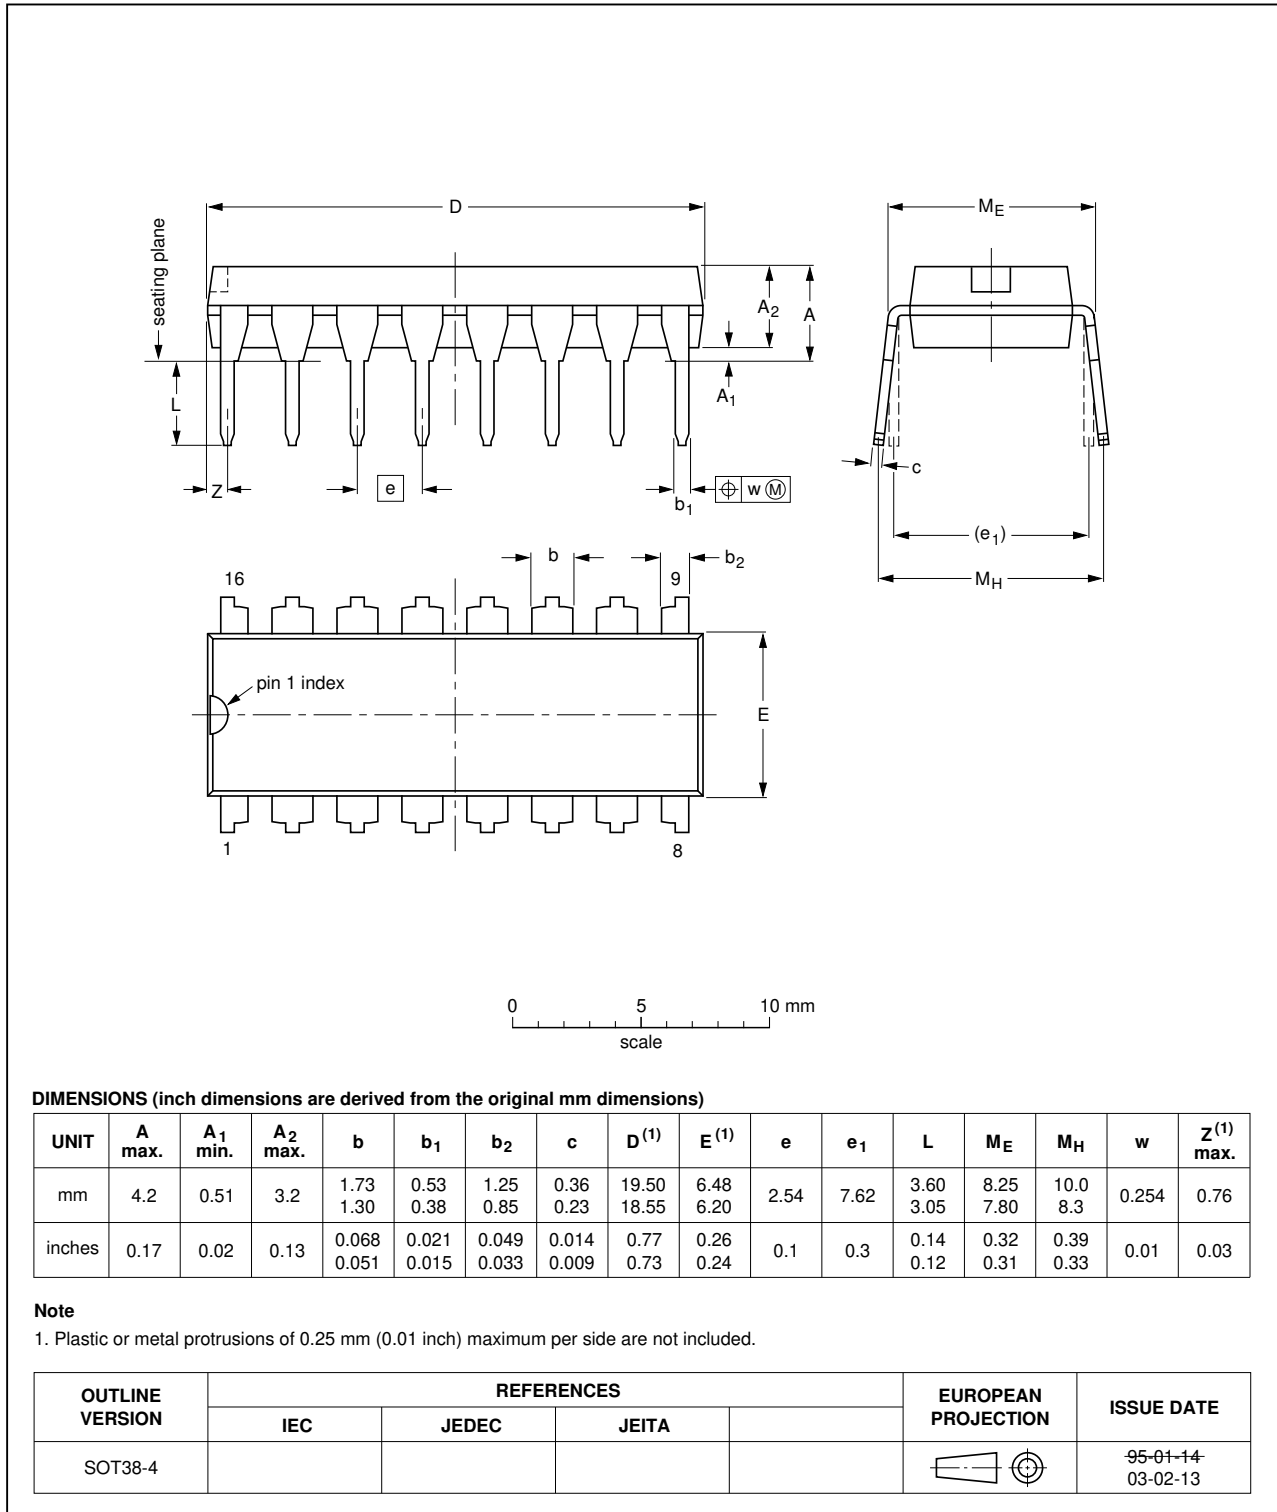 D
ME
seating plane
A2
A
L
A1
c
Z
e
b1
w M
(e1)
MH
b
b2
16
9
pin 1 index
E
1
8
0 5 10 mm
scale
DIMENSIONS (inch dimensions are derived from the original mm dimensions)
UNIT A max. A1 min. A2 max. b b1 b2 c D(1) E(1) e e1 L ME MH w Z(1) max.
mm 4.2 0.51 3.2 1.73 1.30 0.53 0.38 1.25 0.85 0.36 0.23 19.50 18.55 6.48 6.20 2.54 7.62 3.60 3.05 8.25 7.80 10.0 8.3 0.254 0.76
inches 0.17 0.02 0.13 0.068 0.051 0.021 0.015 0.049 0.033 0.014 0.009 0.77 0.73 0.26 0.24 0.1 0.3 0.14 0.12 0.32 0.31 0.39 0.33 0.01 0.03
Note
1. Plastic or metal protrusions of 0.25 mm (0.01 inch) maximum per side are not included.
OUTLINE VERSION REFERENCES EUROPEAN PROJECTION ISSUE DATE
IEC JEDEC JEITA
SOT38-4
95-01-14
03-02-13